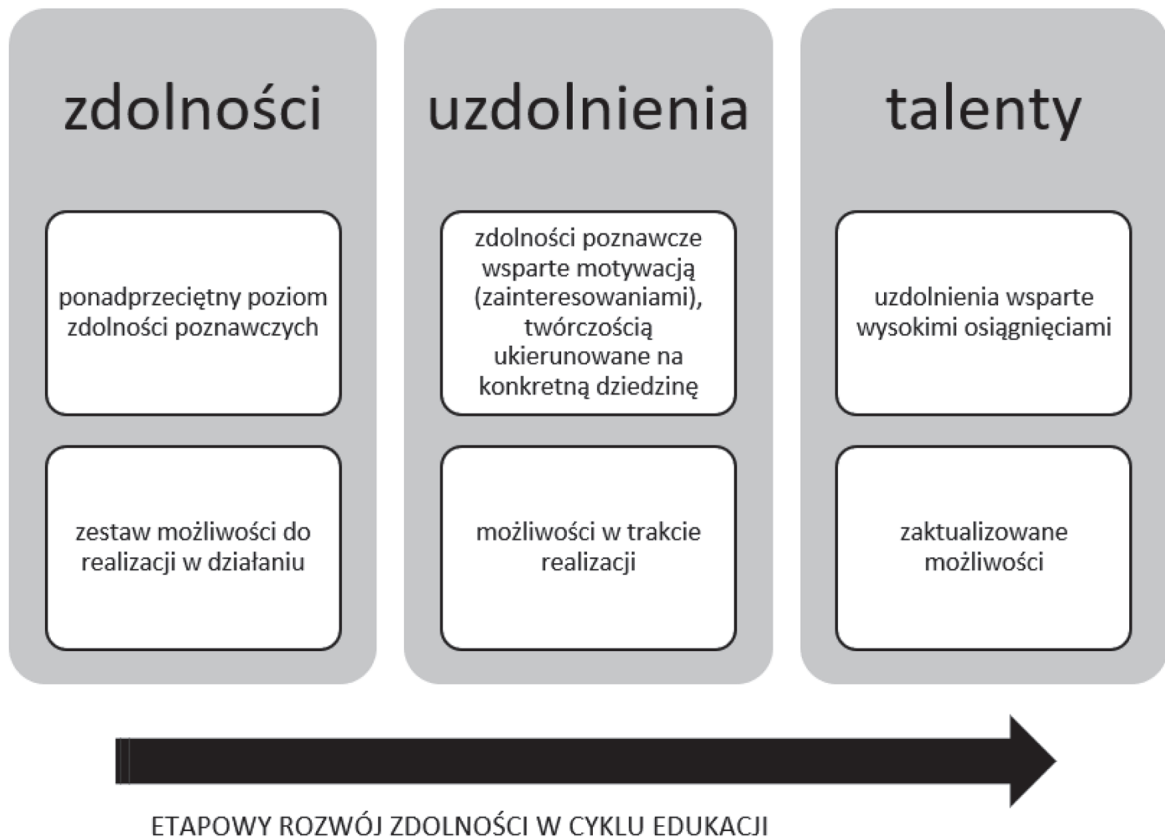 zdolności
ponadprzeciętny poziom
zdolności poznawczych
zestaw możliwości do
realizacji w działaniu
uzdolnienia
zdolności poznawcze
wsparte motywacją
(zainteresowaniami),
twórczością
ukierunowane na
konkretną dziedzinę
możliwości w trakcie
realizacji
talenty
uzdolnienia wsparte
wysokimi osiągnięciami
zaktualizowane
możliwości
ETAPOWY ROZWÓJ ZDOLNOŚCI W CYKLU EDUKACJI